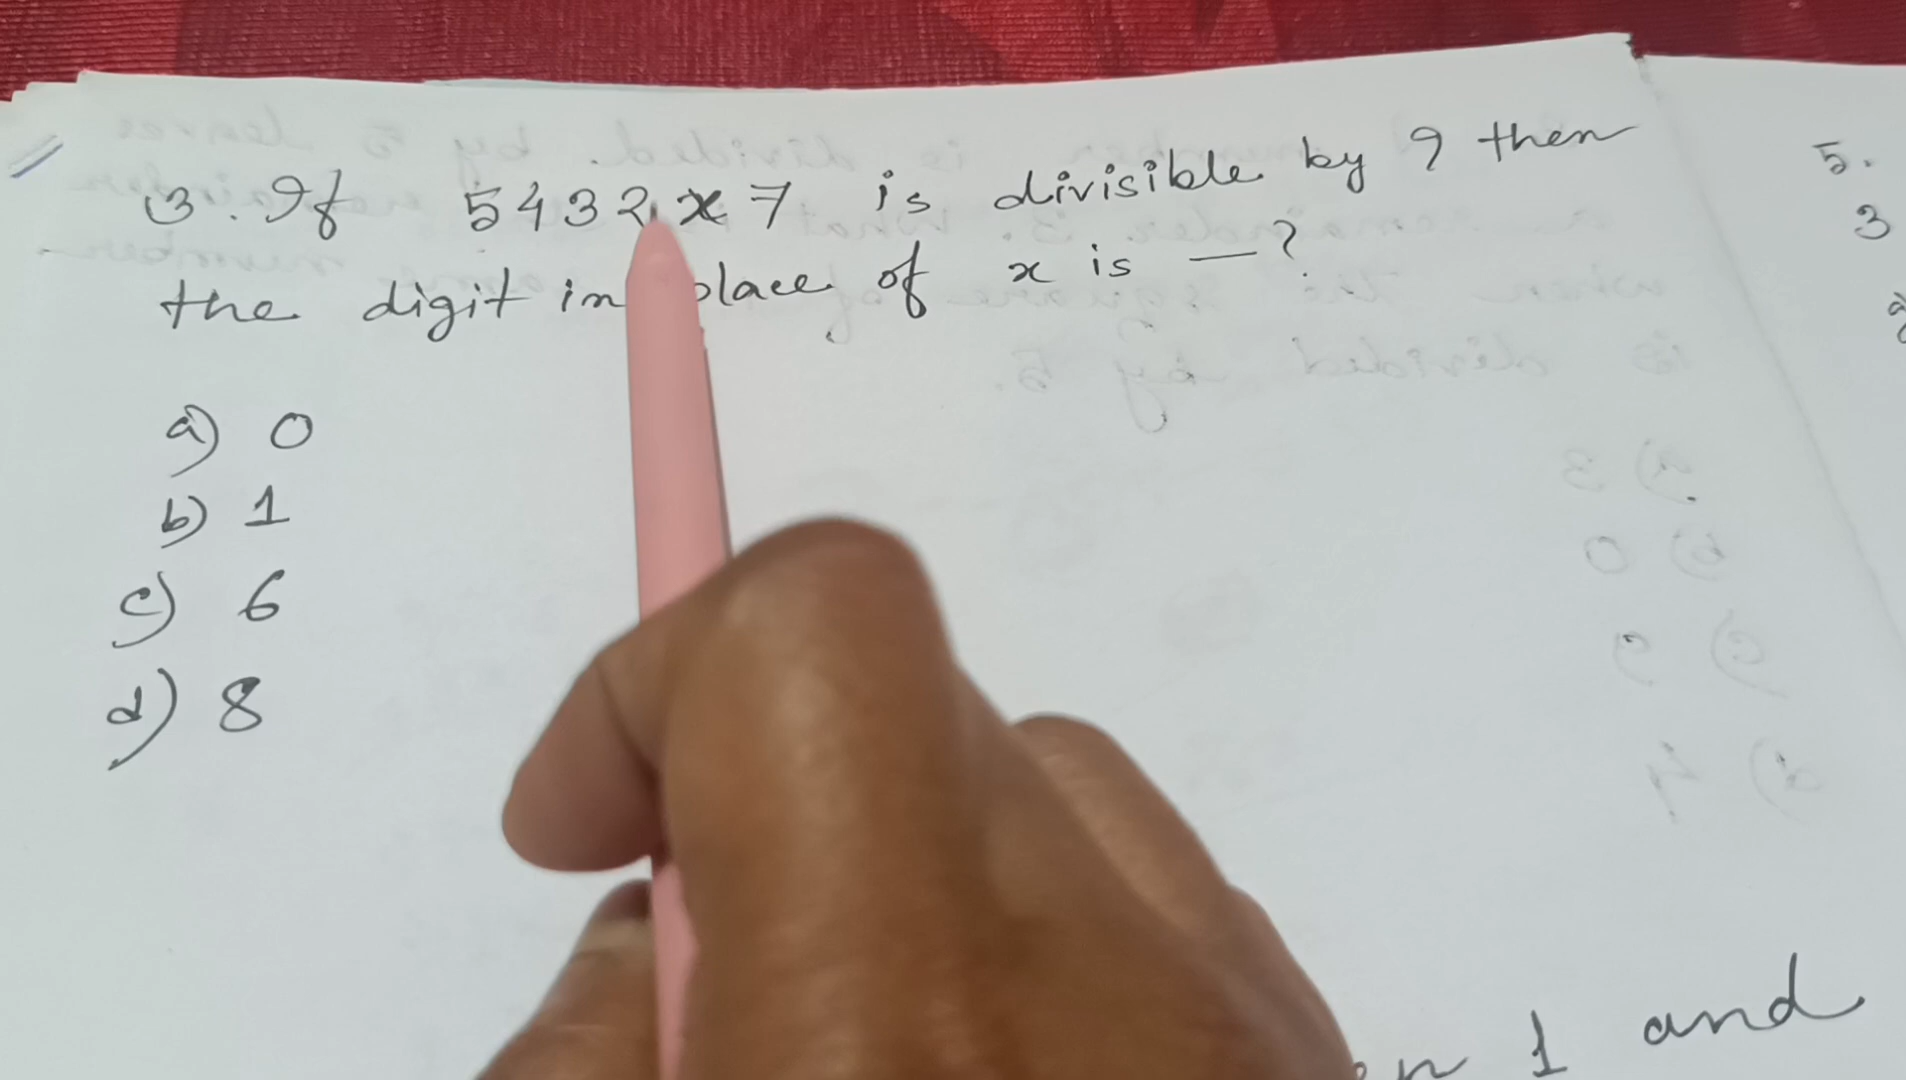 3. If 5432x7 is divisible by 9 then
the digit in place of x is — ?
a) 0
b) 1
c) 6
d) 8
5.
3
1 and